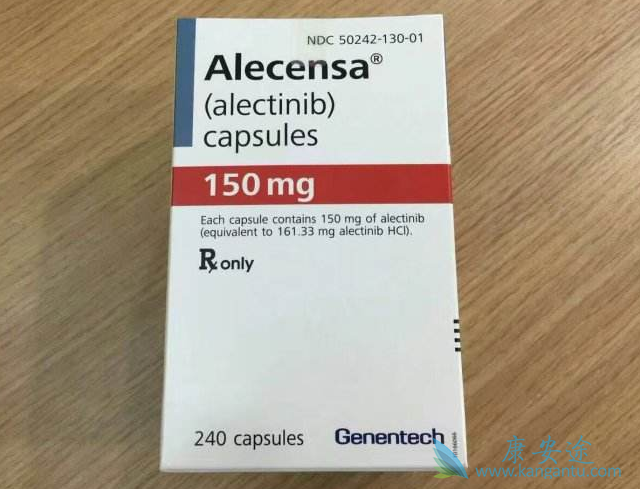 NDC 50242-130-01
Alecensa®
(alectinib)
capsules
150 mg
Each capsule contains 150 mg of alectinib
(equivalent to 161.33 mg alectinib HCl).
Rx only
240 capsules
Genentech
康安途
www.kangantu.com